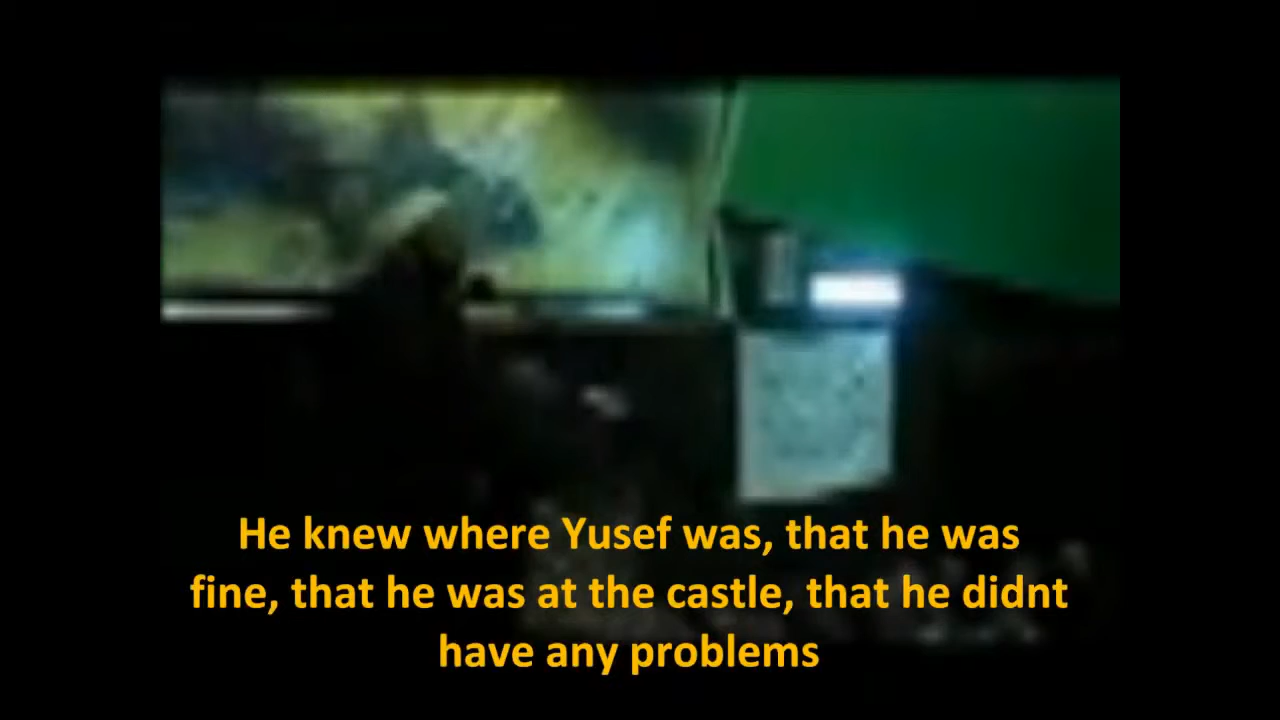 He knew where Yusef was, that he was
fine, that he was at the castle, that he didnt
have any problems